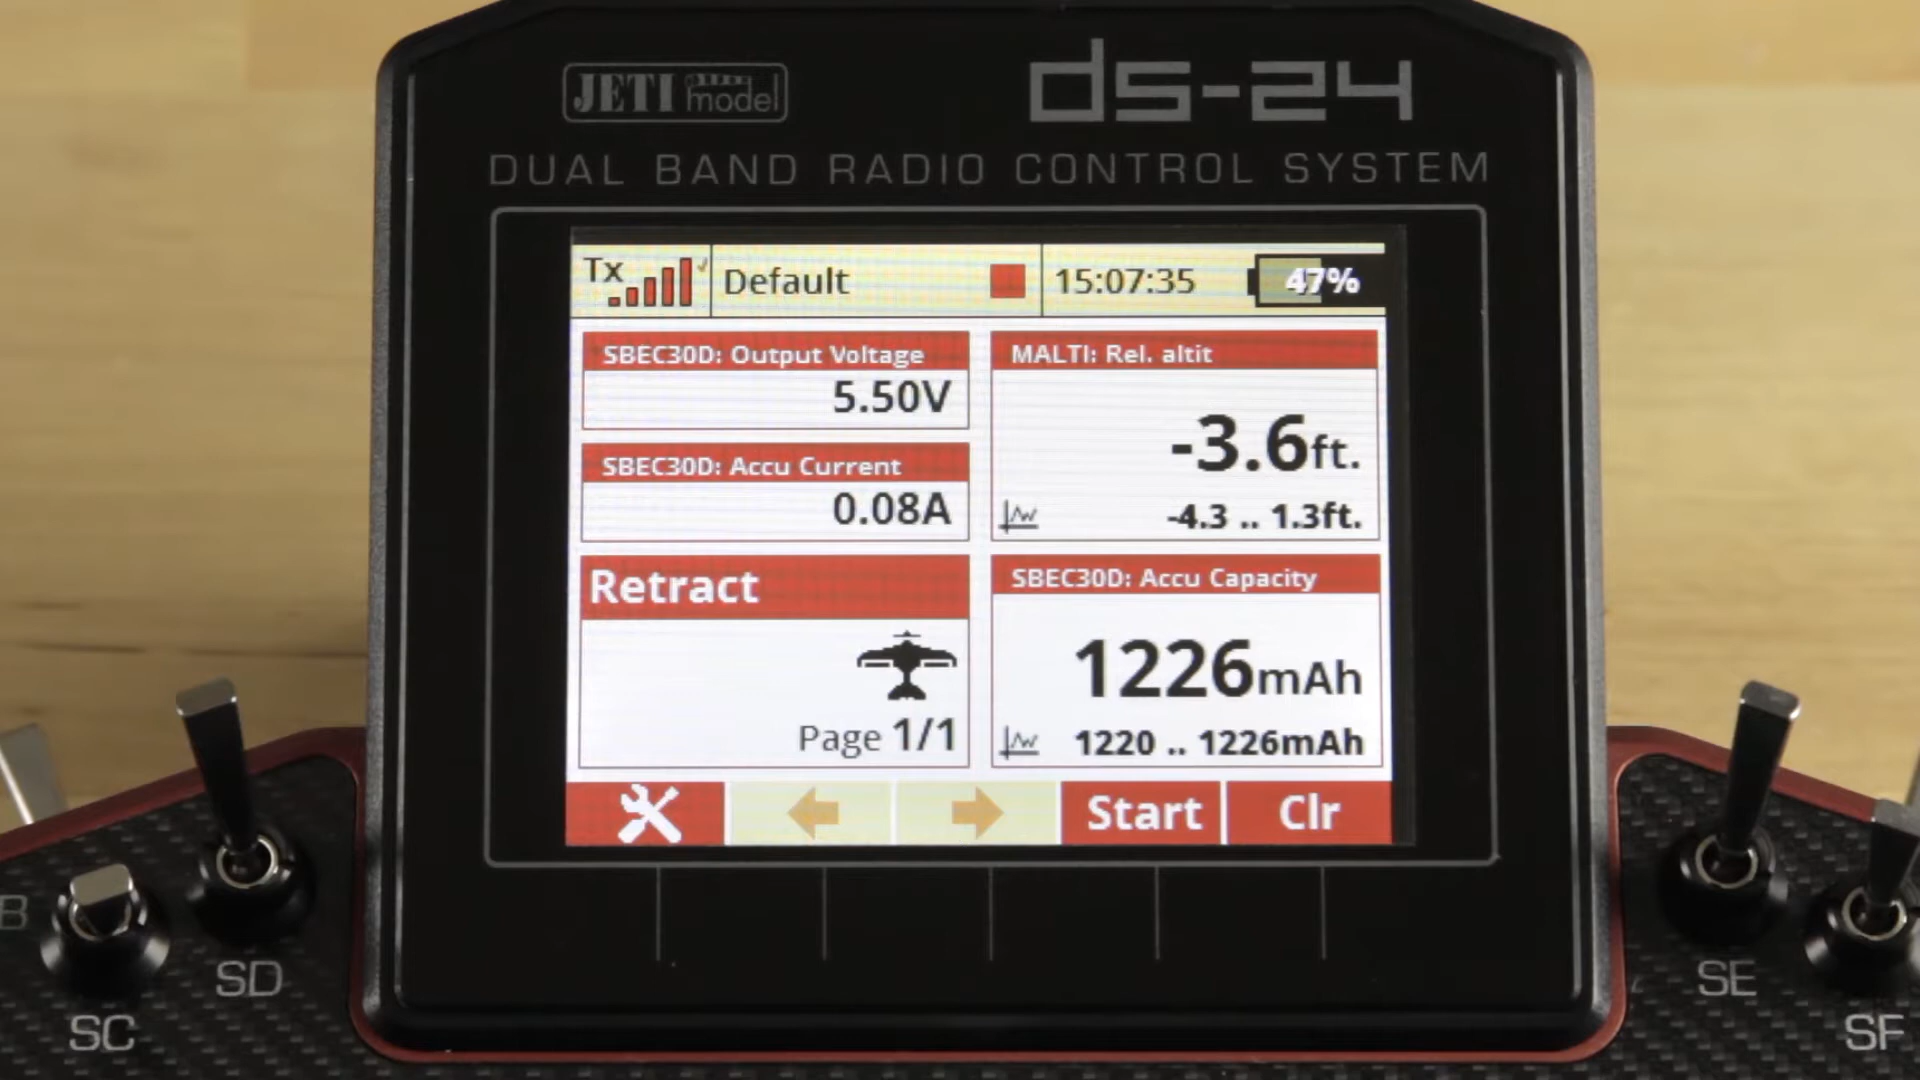 JETI model
ds-24
DUAL BAND RADIO CONTROL SYSTEM
Tx Default 15:07:35 47%
SBEC30D: Output Voltage
5.50V
MALTI: Rel. altit
-3.6ft.
-4.3 .. 1.3ft.
SBEC30D: Accu Current
0.08A
Retract
Page 1/1
SBEC30D: Accu Capacity
1226mAh
1220 .. 1226mAh
Start Clr
B
SC
SD
SE
SF